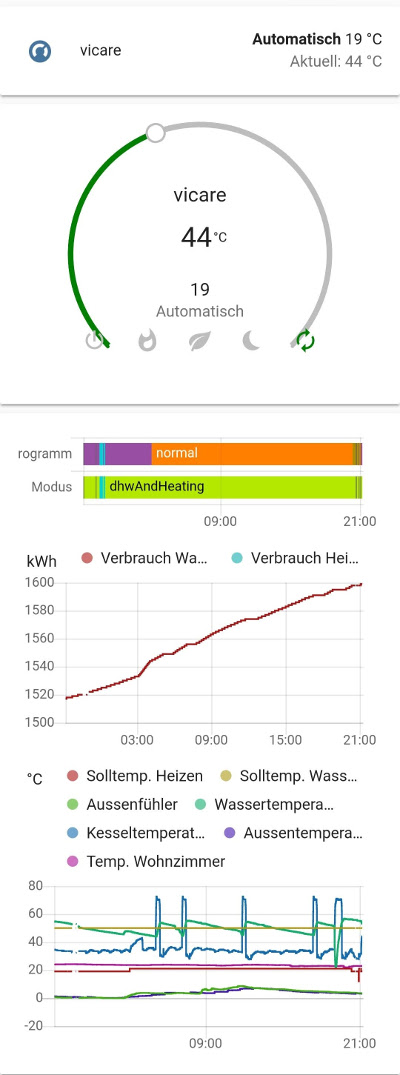 vicare
Automatisch 19 °C
Aktuell: 44 °C
vicare
44°C
19
Automatisch
rogramm
normal
Modus
dhwAndHeating
09:00 21:00
kWh
Verbrauch Wa... Verbrauch Hei...
1600
1580
1560
1540
1520
1500
03:00 09:00 15:00 21:00
°C
Solltemp. Heizen Solltemp. Wass...
Aussenfühler Wassertempera...
Kesseltemperat... Aussentempera...
Temp. Wohnzimmer
80
60
40
20
0
-20
09:00 21:00